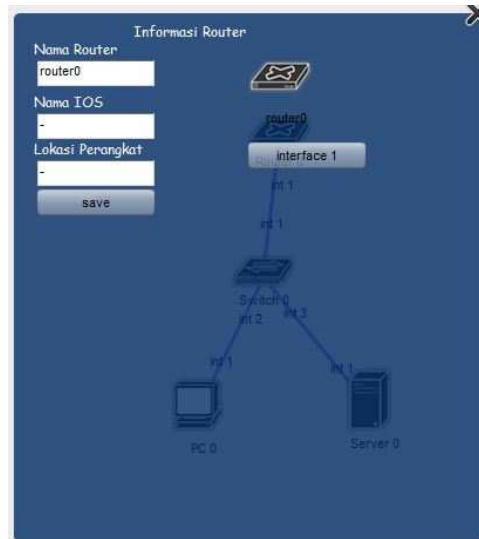 Informasi Router
Nama Router
router0
Nama IOS
-
Lokasi Perangkat
-
save
router0
interface 1
int 1
int 1
Switch 0
int 2
int 3
int 1
int 1
PC 0
Server 0